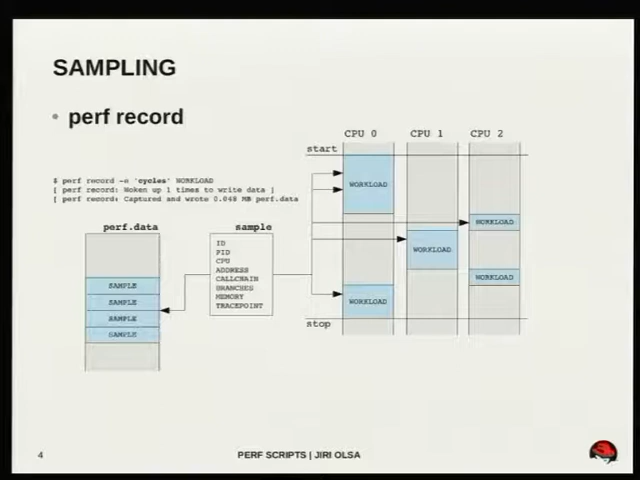 SAMPLING
• perf record
$ perf record -e 'cycles' WORKLOAD
[ perf record: Woken up 1 times to write data ]
[ perf record: Captured and wrote 0.048 MB perf.data
CPU 0 CPU 1 CPU 2
start
WORKLOAD
WORKLOAD
WORKLOAD
WORKLOAD
WORKLOAD
stop
perf.data
SAMPLE
SAMPLE
SAMPLE
SAMPLE
sample
ID
PID
CPU
ADDRESS
CALLCHAIN
BRANCHES
MEMORY
TRACEPOINT
4
PERF SCRIPTS | JIRI OLSA